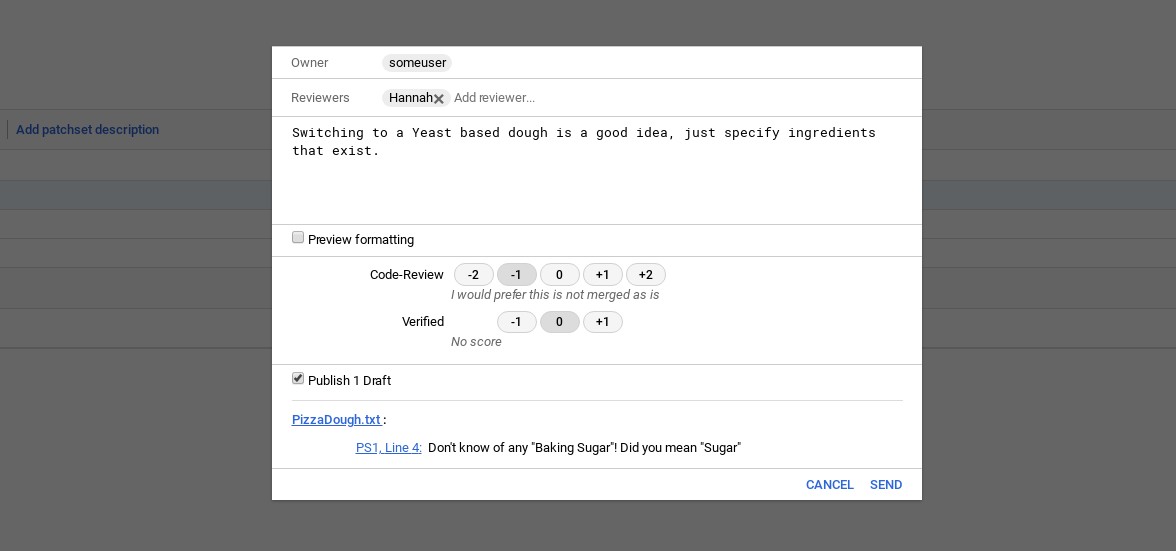 Owner someuser
Reviewers Hannah Add reviewer...
Add patchset description
Switching to a Yeast based dough is a good idea, just specify ingredients
that exist.
Preview formatting
Code-Review -2 -1 0 +1 +2
I would prefer this is not merged as is
Verified -1 0 +1
No score
Publish 1 Draft
PizzaDough.txt :
PS1, Line 4: Don't know of any "Baking Sugar"! Did you mean "Sugar"
CANCEL SEND